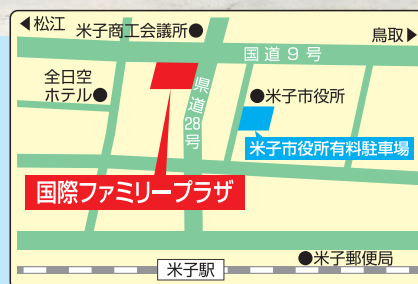 ◀松江
米子商工会議所●
鳥取▶
国道9号
全日空
ホテル●
県道28号
●米子市役所
米子市役所有料駐車場
国際ファミリープラザ
●米子郵便局
米子駅